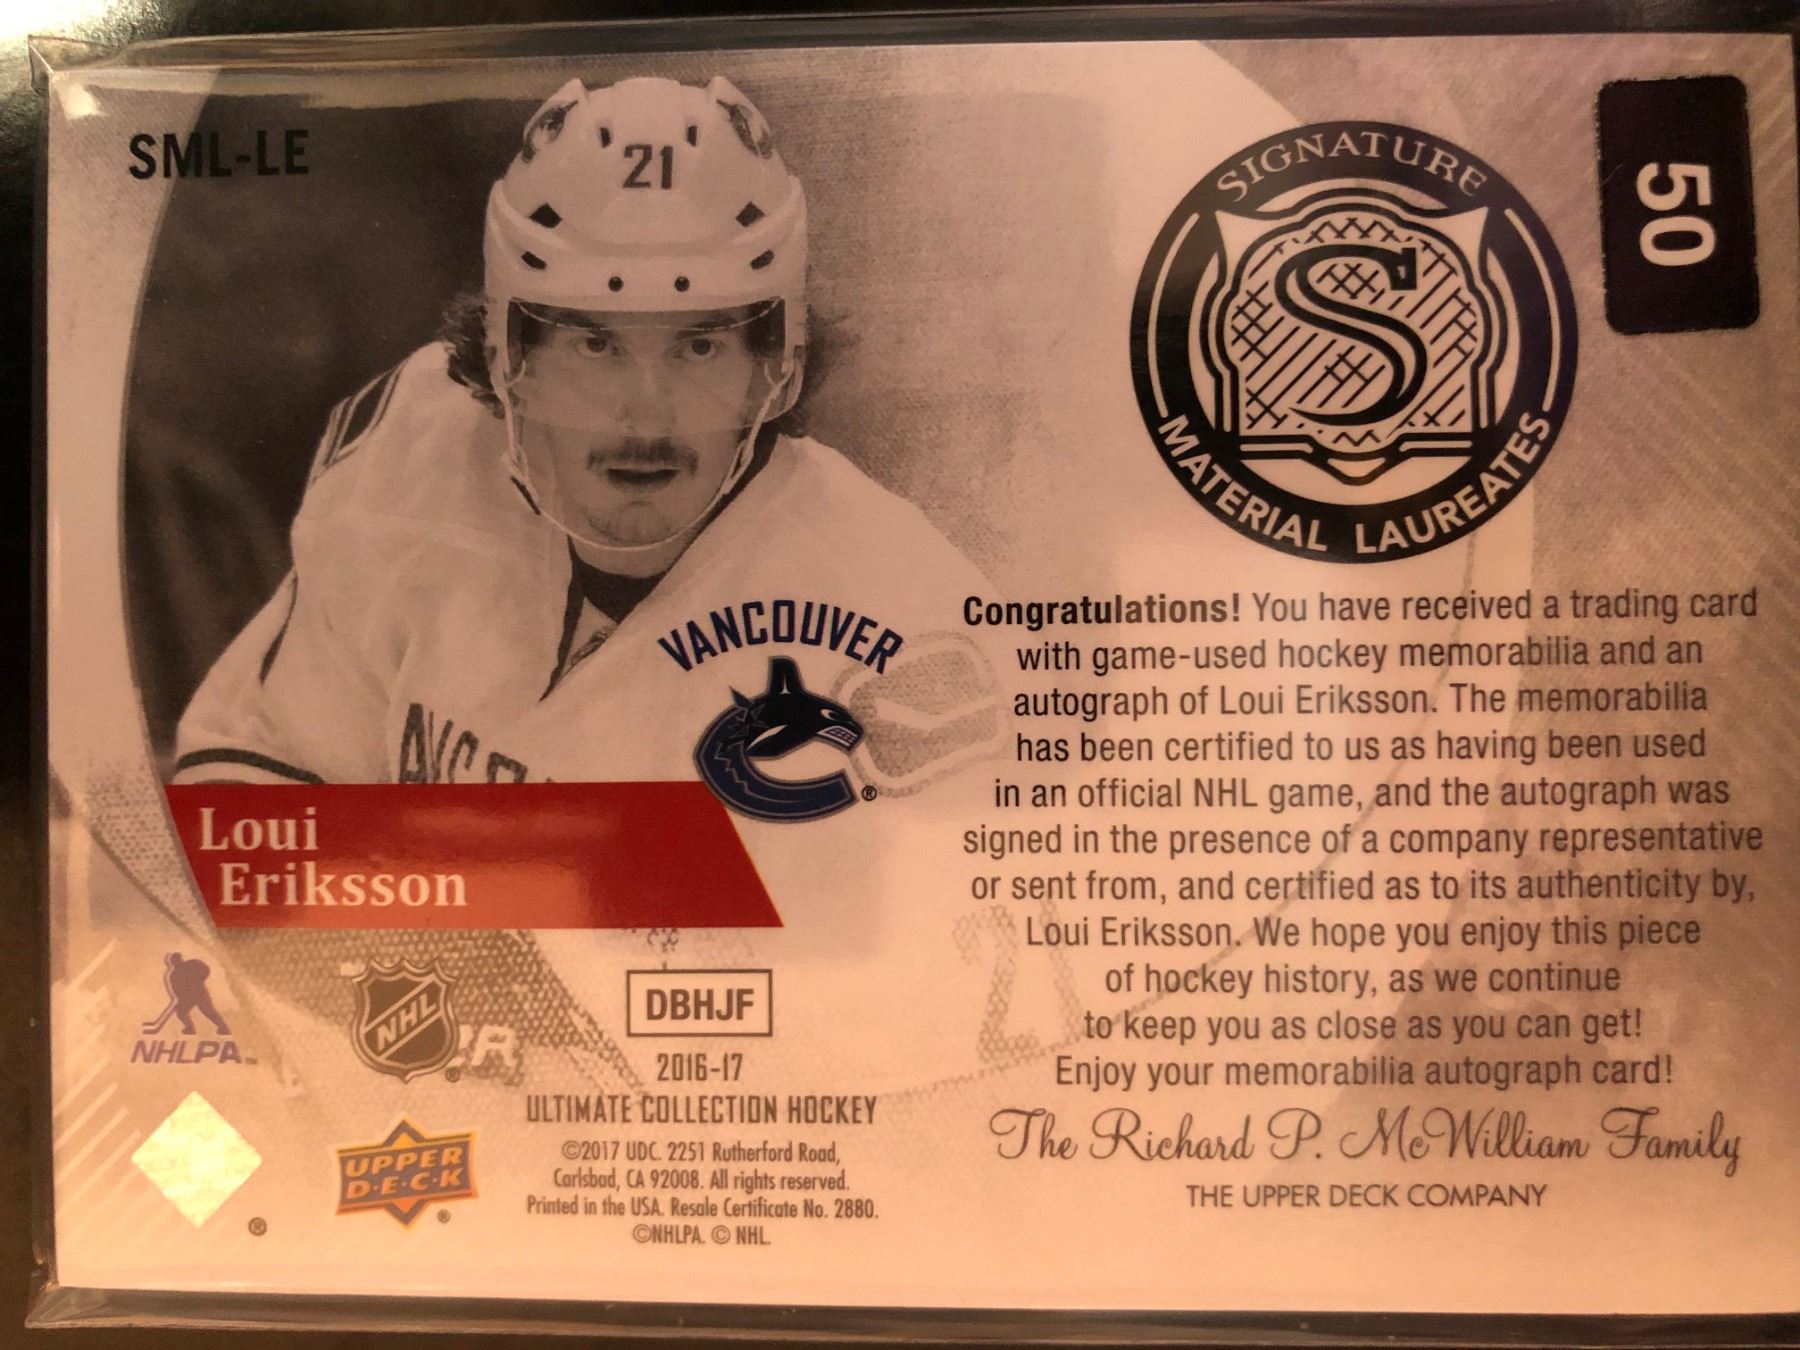 SML-LE
21
50
SIGNATURE
S
MATERIAL LAUREATES
VANCOUVER
®
Loui
Eriksson
Congratulations! You have received a trading card
with game-used hockey memorabilia and an
autograph of Loui Eriksson. The memorabilia
has been certified to us as having been used
in an official NHL game, and the autograph was
signed in the presence of a company representative
or sent from, and certified as to its authenticity by,
Loui Eriksson. We hope you enjoy this piece
of hockey history, as we continue
to keep you as close as you can get!
Enjoy your memorabilia autograph card!
The Richard P. McWilliam Family
THE UPPER DECK COMPANY
NHLPA™
NHL ®
DBHJF
2016-17
ULTIMATE COLLECTION HOCKEY
©2017 UDC. 2251 Rutherford Road,
Carlsbad, CA 92008. All rights reserved.
Printed in the USA. Resale Certificate No. 2880.
©NHLPA. © NHL.
®
UPPER
D·E·C·K
®